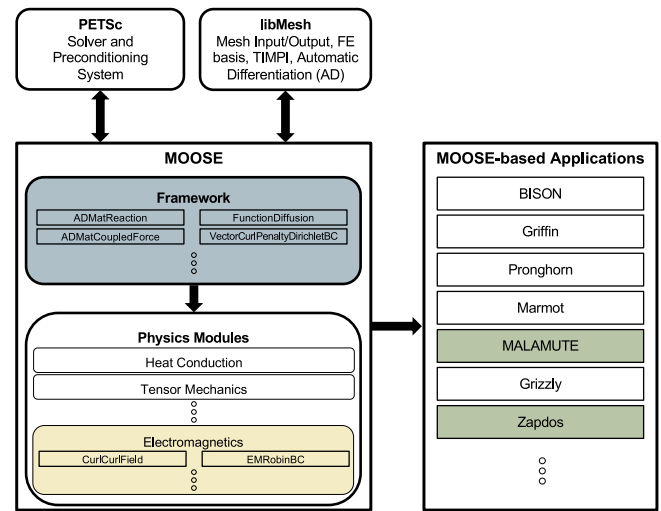 PETSc
Solver and
Preconditioning
System
libMesh
Mesh Input/Output, FE
basis, TIMPI, Automatic
Differentiation (AD)
MOOSE
Framework
ADMatReaction
FunctionDiffusion
ADMatCoupledForce
VectorCurlPenaltyDirichletBC
Physics Modules
Heat Conduction
Tensor Mechanics
Electromagnetics
CurlCurlField
EMRobinBC
MOOSE-based Applications
BISON
Griffin
Pronghorn
Marmot
MALAMUTE
Grizzly
Zapdos